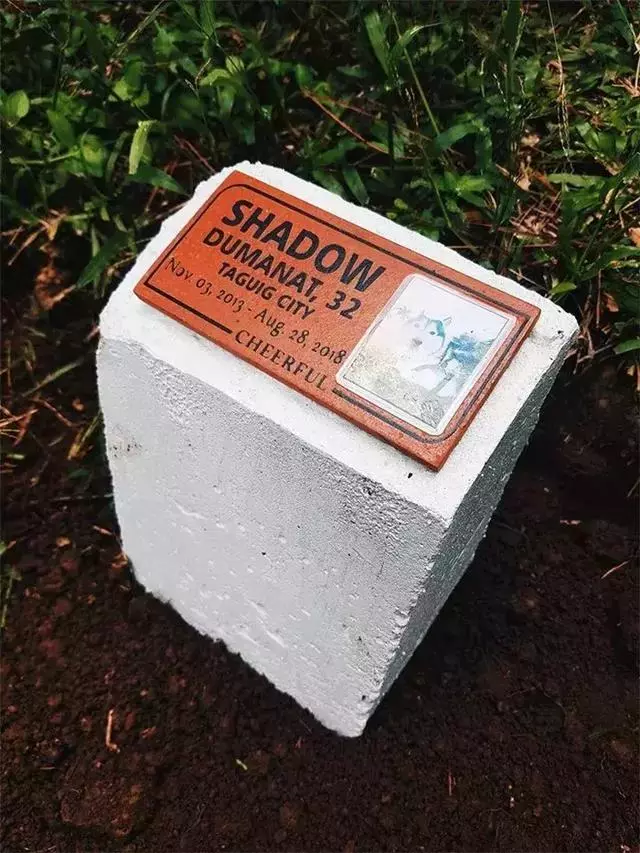 SHADOW
DUMANAT, 32
TAGUIG CITY
Nov. 03, 2013 - Aug. 28, 2018
CHEERFUL